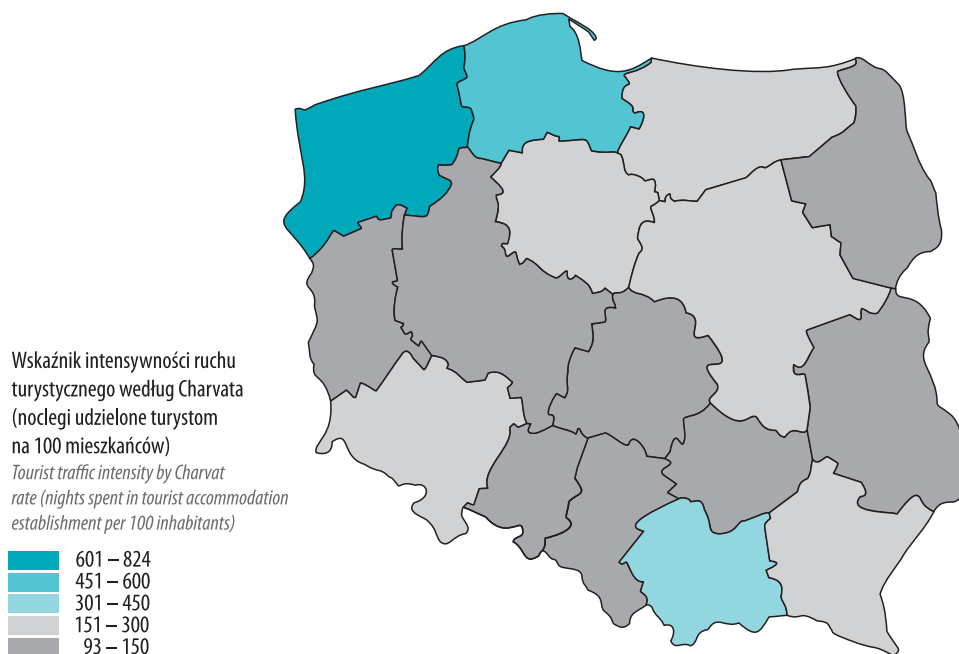 Wskaźnik intensywności ruchu
turystycznego według Charvata
(noclegi udzielone turystom
na 100 mieszkańców)
Tourist traffic intensity by Charvat
rate (nights spent in tourist accommodation
establishment per 100 inhabitants)
601 – 824
451 – 600
301 – 450
151 – 300
93 – 150